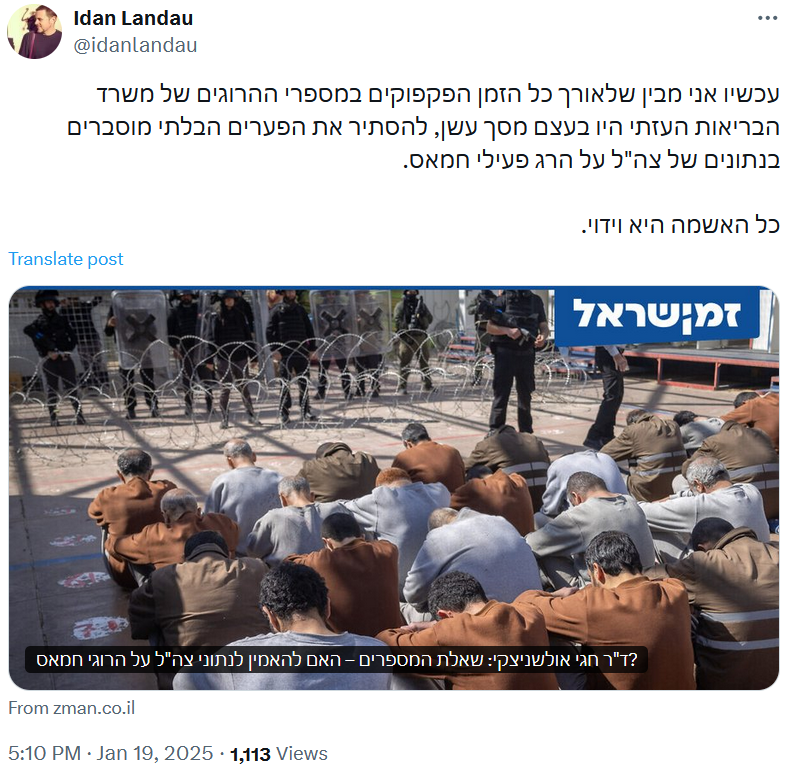 Idan Landau
@idanlandau
עכשיו אני מבין שלאורך כל הזמן הפקפוקים במספרי ההרוגים של משרד
הבריאות העזתי היו בעצם מסך עשן, להסתיר את הפערים הבלתי מוסברים
בנתונים של צה"ל על הרג פעילי חמאס.
כל האשמה היא וידוי.
Translate post
זמן ישראל
ד"ר חגי אולשניצקי: שאלת המספרים – האם להאמין לנתוני צה"ל על הרוגי חמאס?
From zman.co.il
5:10 PM · Jan 19, 2025 · 1,113 Views